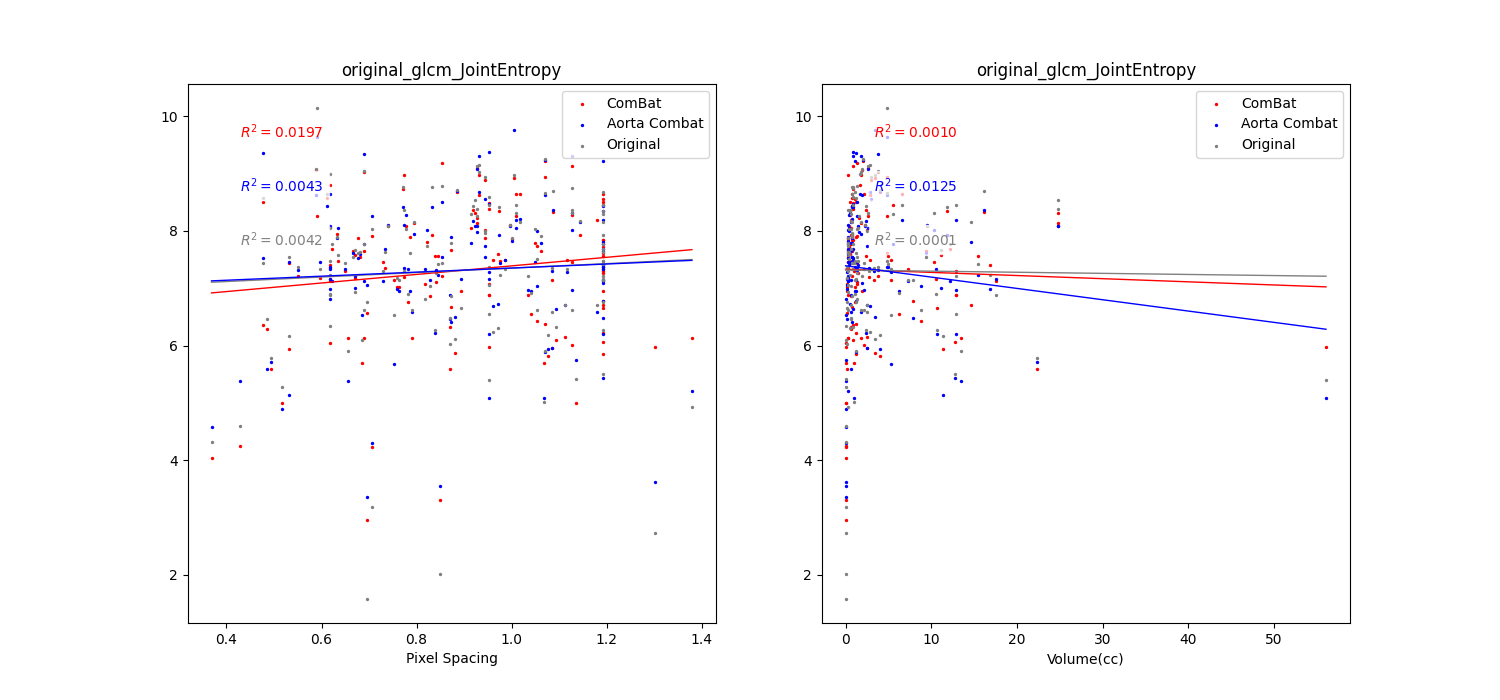 original_glcm_JointEntropy
ComBat
Aorta Combat
Original
R² = 0.0197
R² = 0.0043
R² = 0.0042
10
8
6
4
2
0.4 0.6 0.8 1.0 1.2 1.4
Pixel Spacing
original_glcm_JointEntropy
ComBat
Aorta Combat
Original
R² = 0.0010
R² = 0.0125
R² = 0.0001
10
8
6
4
2
0 10 20 30 40 50
Volume(cc)